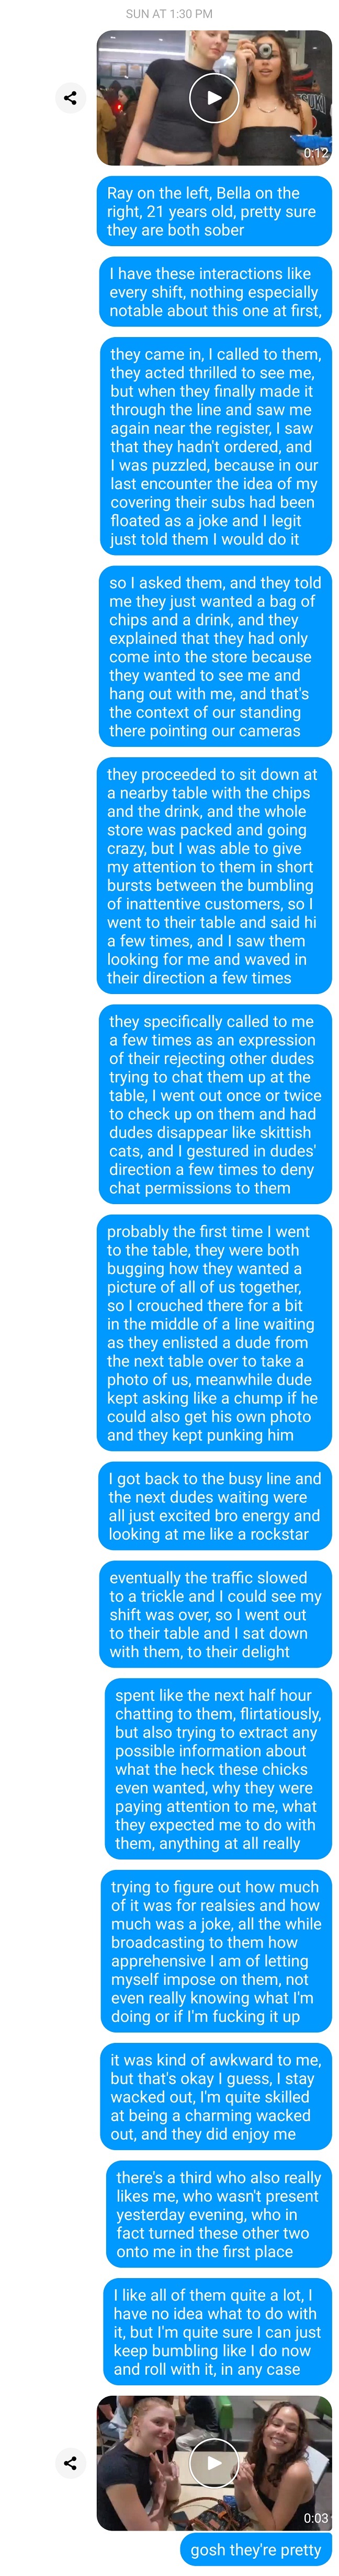 SUN AT 1:30 PM
SUKI
0:12
Ray on the left, Bella on the
right, 21 years old, pretty sure
they are both sober
I have these interactions like
every shift, nothing especially
notable about this one at first,
they came in, I called to them,
they acted thrilled to see me,
but when they finally made it
through the line and saw me
again near the register, I saw
that they hadn't ordered, and
I was puzzled, because in our
last encounter the idea of my
covering their subs had been
floated as a joke and I legit
just told them I would do it
so I asked them, and they told
me they just wanted a bag of
chips and a drink, and they
explained that they had only
come into the store because
they wanted to see me and
hang out with me, and that's
the context of our standing
there pointing our cameras
they proceeded to sit down at
a nearby table with the chips
and the drink, and the whole
store was packed and going
crazy, but I was able to give
my attention to them in short
bursts between the bumbling
of inattentive customers, so I
went to their table and said hi
a few times, and I saw them
looking for me and waved in
their direction a few times
they specifically called to me
a few times as an expression
of their rejecting other dudes
trying to chat them up at the
table, I went out once or twice
to check up on them and had
dudes disappear like skittish
cats, and I gestured in dudes'
direction a few times to deny
chat permissions to them
probably the first time I went
to the table, they were both
bugging how they wanted a
picture of all of us together,
so I crouched there for a bit
in the middle of a line waiting
as they enlisted a dude from
the next table over to take a
photo of us, meanwhile dude
kept asking like a chump if he
could also get his own photo
and they kept punking him
I got back to the busy line and
the next dudes waiting were
all just excited bro energy and
looking at me like a rockstar
eventually the traffic slowed
to a trickle and I could see my
shift was over, so I went out
to their table and I sat down
with them, to their delight
spent like the next half hour
chatting to them, flirtatiously,
but also trying to extract any
possible information about
what the heck these chicks
even wanted, why they were
paying attention to me, what
they expected me to do with
them, anything at all really
trying to figure out how much
of it was for realsies and how
much was a joke, all the while
broadcasting to them how
apprehensive I am of letting
myself impose on them, not
even really knowing what I'm
doing or if I'm fucking it up
it was kind of awkward to me,
but that's okay I guess, I stay
wacked out, I'm quite skilled
at being a charming wacked
out, and they did enjoy me
there's a third who also really
likes me, who wasn't present
yesterday evening, who in
fact turned these other two
onto me in the first place
I like all of them quite a lot, I
have no idea what to do with
it, but I'm quite sure I can just
keep bumbling like I do now
and roll with it, in any case
0:03
gosh they're pretty